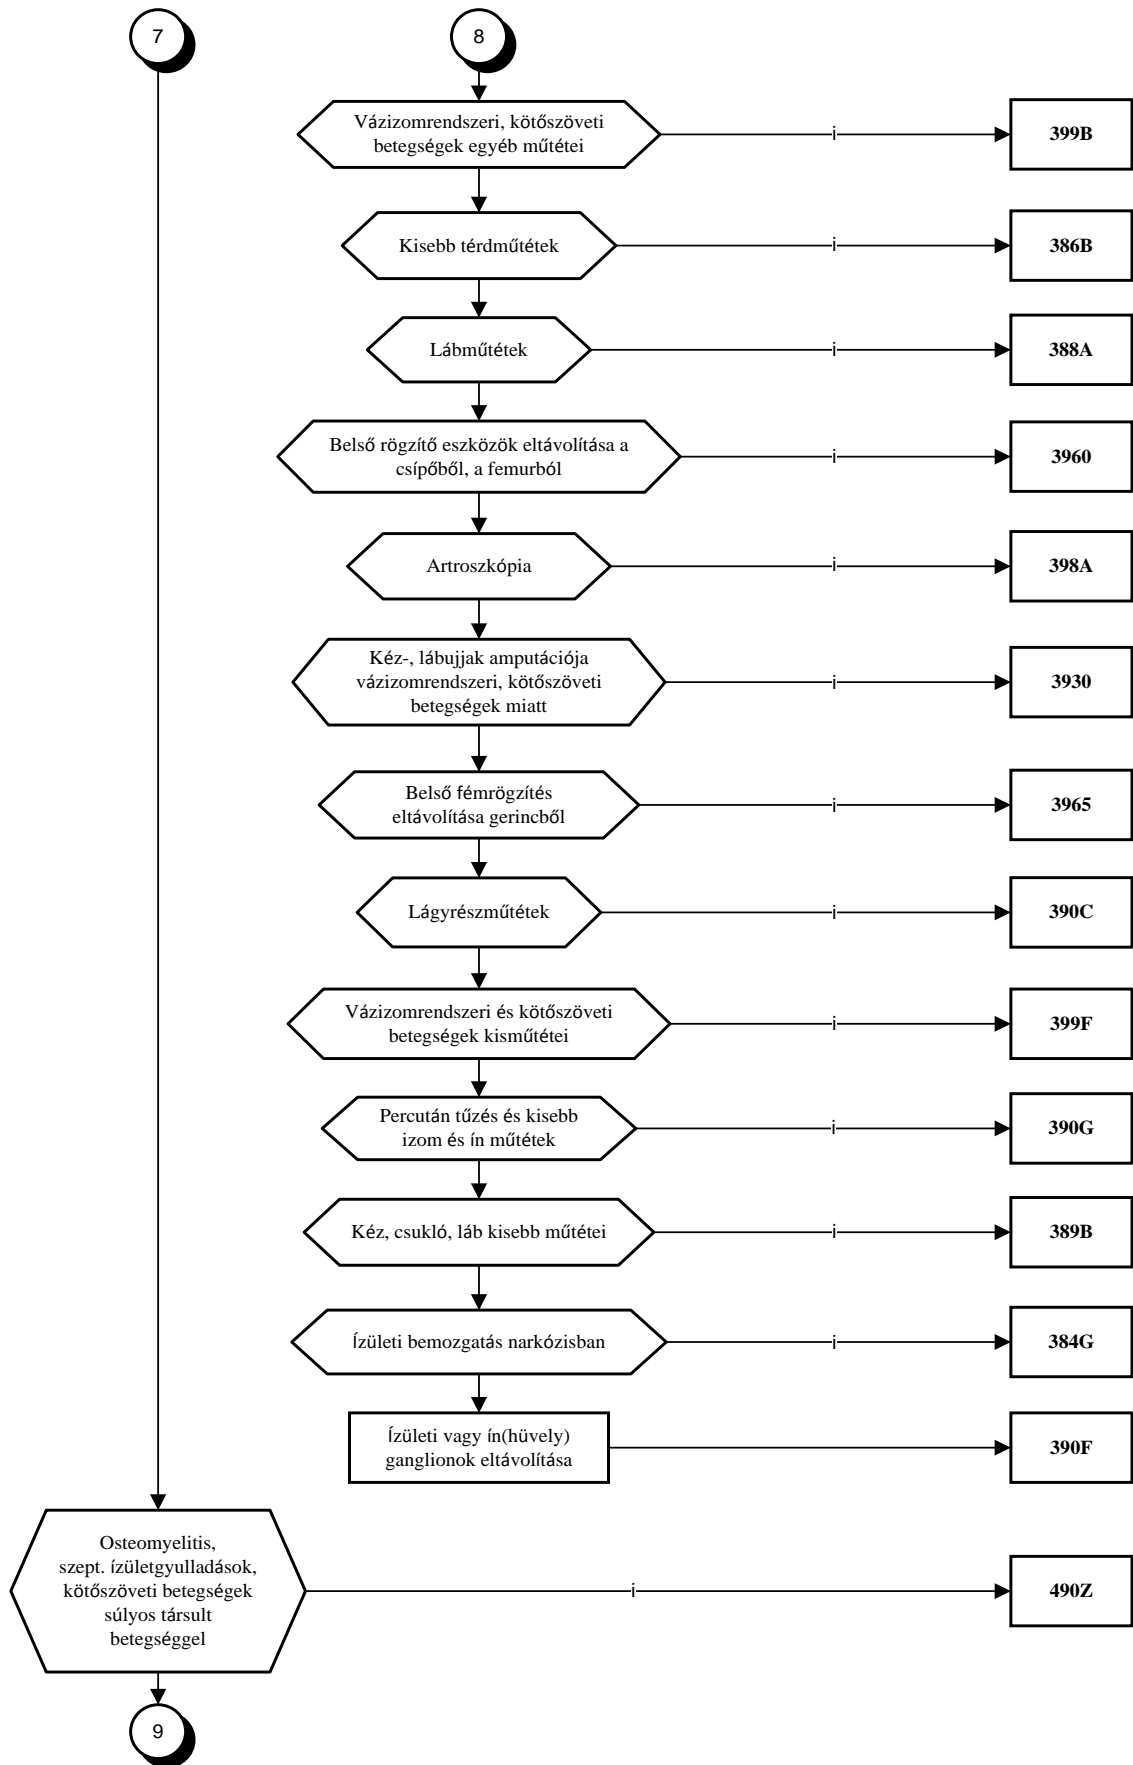 7
8
Vázizomrendszeri, kötőszöveti
betegségek egyéb műtétei
i
399B
Kisebb térdműtétek
i
386B
Lábműtétek
i
388A
Belső rögzítő eszközök eltávolítása a
csípőből, a femurból
i
3960
Artroszkópia
i
398A
Kéz-, lábujjak amputációja
vázizomrendszeri, kötőszöveti
betegségek miatt
i
3930
Belső fémrögzítés
eltávolítása gerincből
i
3965
Lágyrészműtétek
i
390C
Vázizomrendszeri és kötőszöveti
betegségek kisműtétei
i
399F
Percután tűzés és kisebb
izom és ín műtétek
i
390G
Kéz, csukló, láb kisebb műtétei
i
389B
Ízületi bemozgatás narkózisban
i
384G
Ízületi vagy ín(hüvely)
ganglionok eltávolítása
390F
Osteomyelitis,
szept. ízületgyulladások,
kötőszöveti betegségek
súlyos társult
betegséggel
i
490Z
9